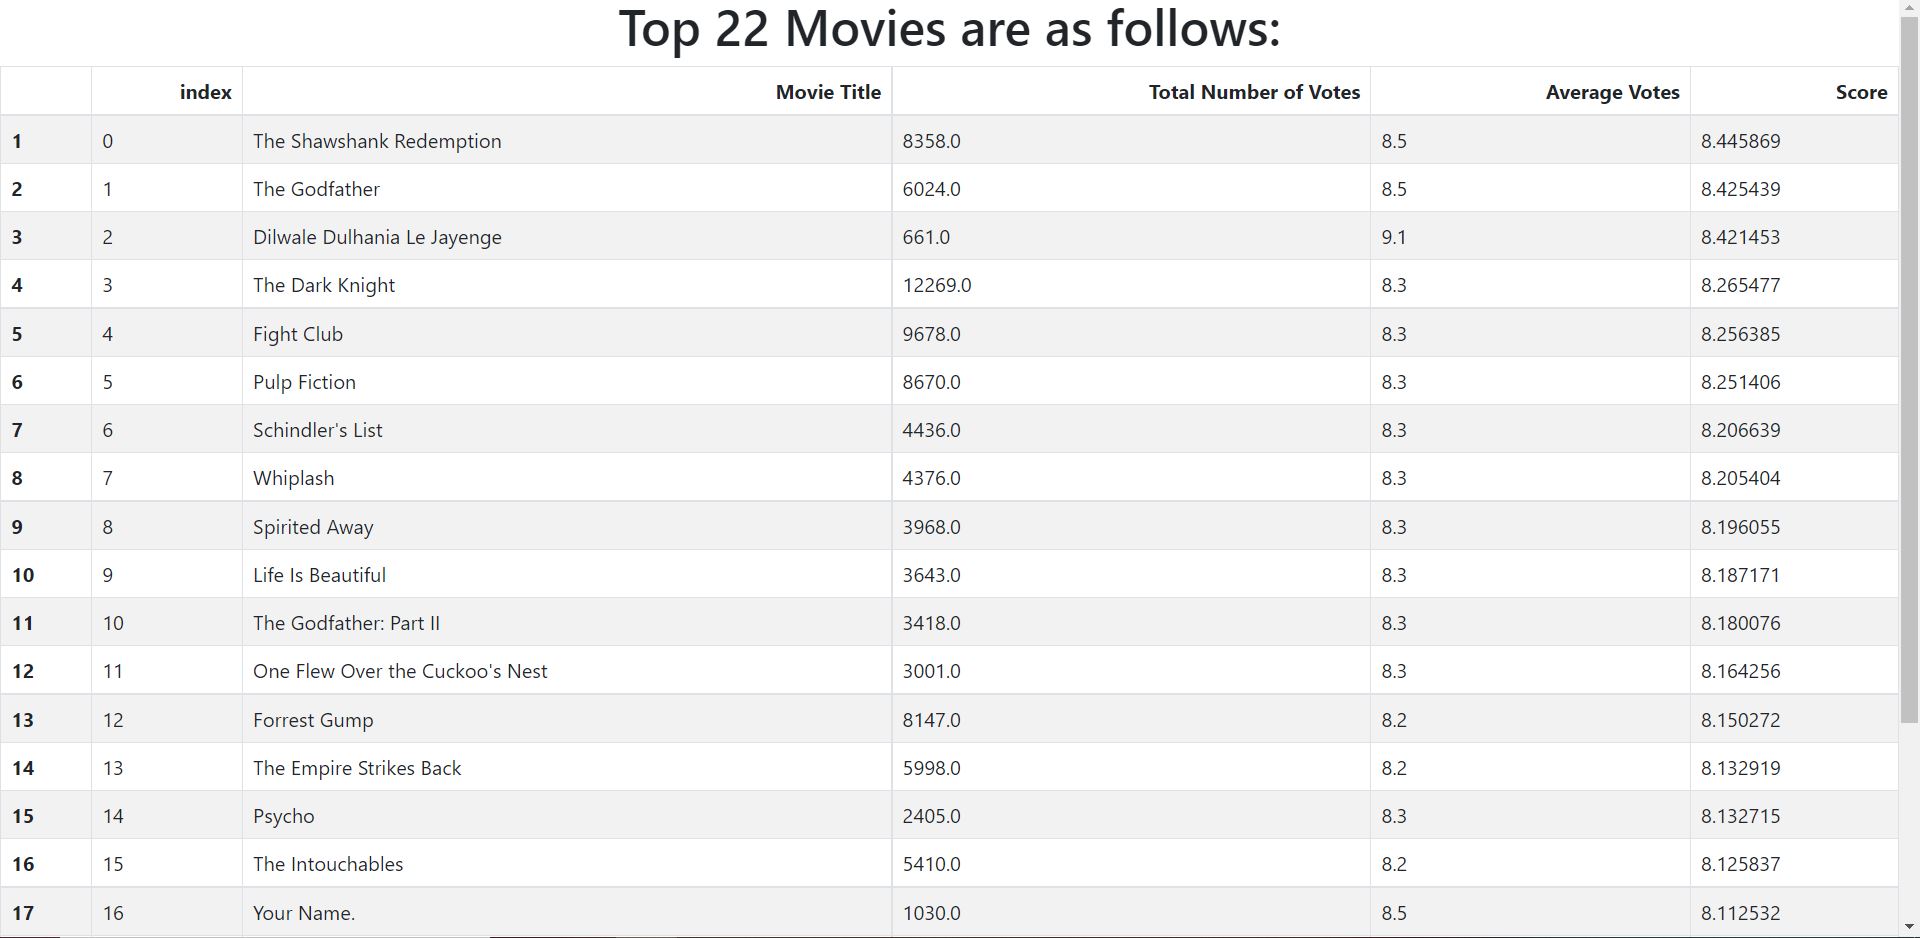 Top 22 Movies are as follows:
index Movie Title Total Number of Votes Average Votes Score
1 0 The Shawshank Redemption 8358.0 8.5 8.445869
2 1 The Godfather 6024.0 8.5 8.425439
3 2 Dilwale Dulhania Le Jayenge 661.0 9.1 8.421453
4 3 The Dark Knight 12269.0 8.3 8.265477
5 4 Fight Club 9678.0 8.3 8.256385
6 5 Pulp Fiction 8670.0 8.3 8.251406
7 6 Schindler's List 4436.0 8.3 8.206639
8 7 Whiplash 4376.0 8.3 8.205404
9 8 Spirited Away 3968.0 8.3 8.196055
10 9 Life Is Beautiful 3643.0 8.3 8.187171
11 10 The Godfather: Part II 3418.0 8.3 8.180076
12 11 One Flew Over the Cuckoo's Nest 3001.0 8.3 8.164256
13 12 Forrest Gump 8147.0 8.2 8.150272
14 13 The Empire Strikes Back 5998.0 8.2 8.132919
15 14 Psycho 2405.0 8.3 8.132715
16 15 The Intouchables 5410.0 8.2 8.125837
17 16 Your Name. 1030.0 8.5 8.112532